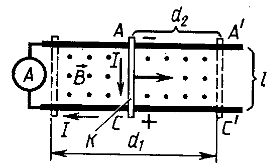 A − d₂ A′
A B⃗ I l
I C + C′
К d₁